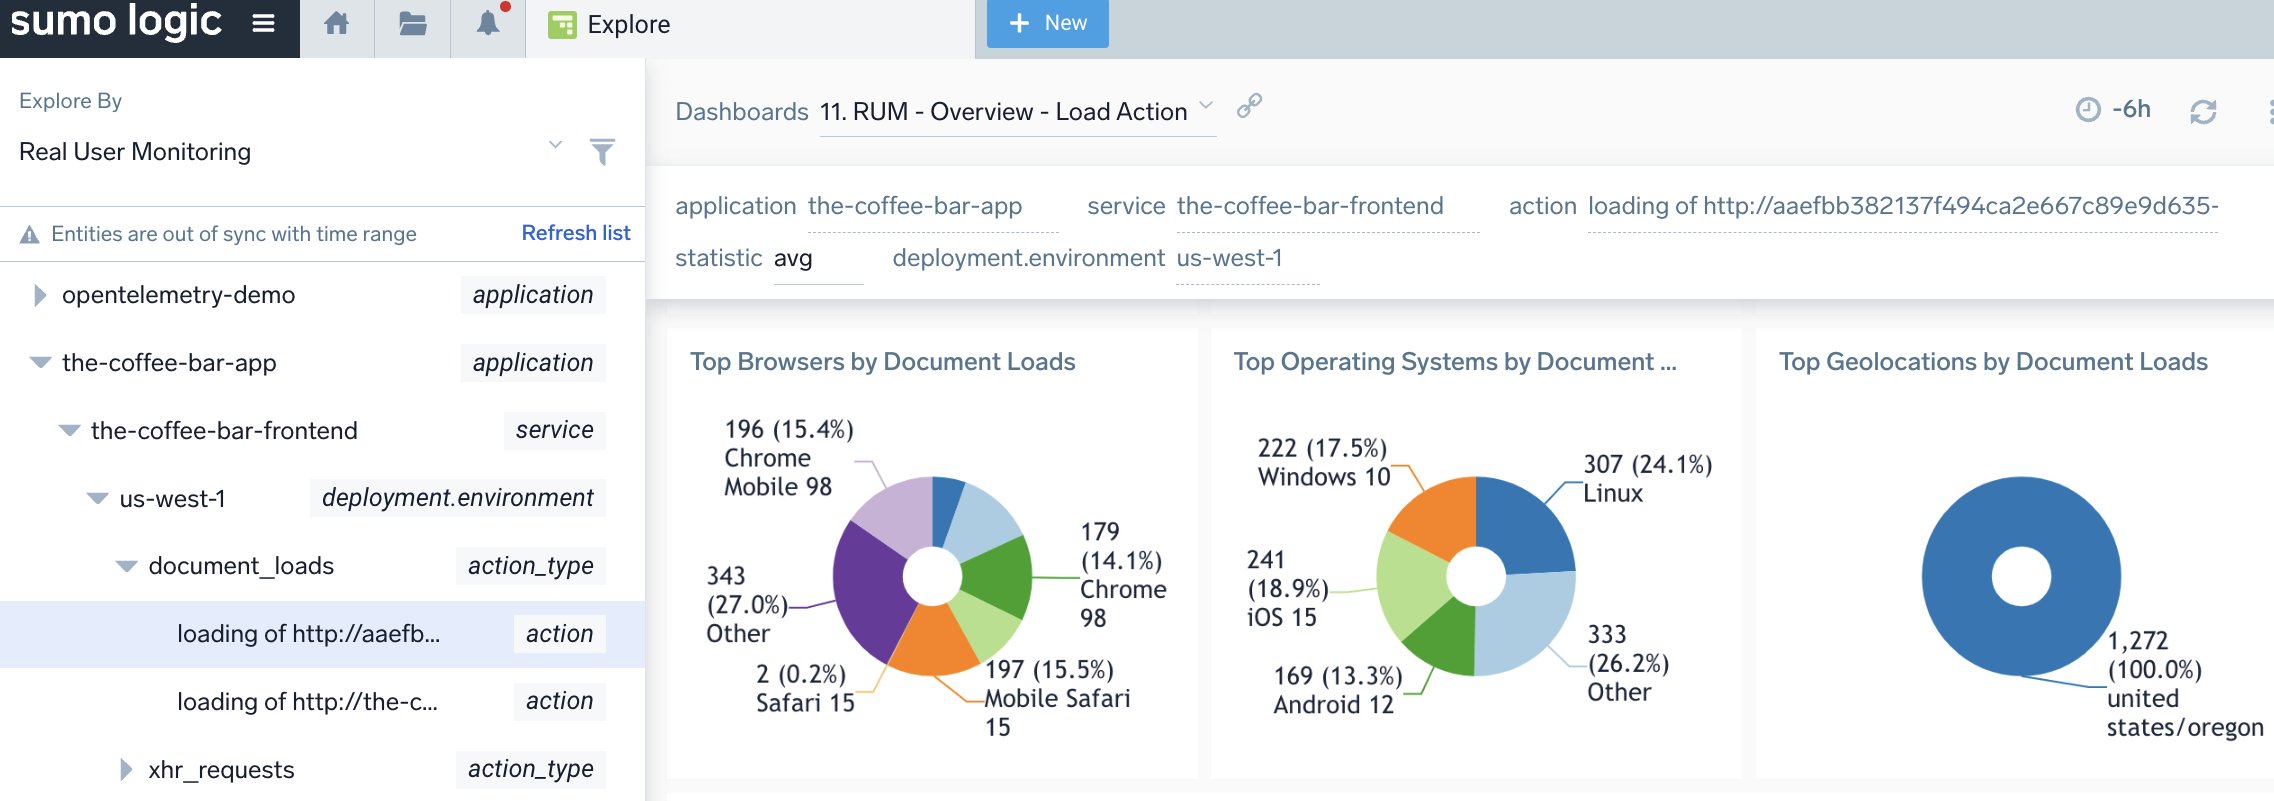 sumo logic
Explore
+ New
Explore By
Real User Monitoring
Entities are out of sync with time range
Refresh list
opentelemetry-demo
application
the-coffee-bar-app
application
the-coffee-bar-frontend
service
us-west-1
deployment.environment
document_loads
action_type
loading of http://aaefb...
action
loading of http://the-c...
action
xhr_requests
action_type
Dashboards 11. RUM - Overview - Load Action
-6h
application the-coffee-bar-app
service the-coffee-bar-frontend
action loading of http://aaefbb382137f494ca2e667c89e9d635-
statistic avg
deployment.environment us-west-1
Top Browsers by Document Loads
196 (15.4%)
Chrome
Mobile 98
179
(14.1%)
Chrome
98
343
(27.0%)
Other
2 (0.2%)
Safari 15
197 (15.5%)
Mobile Safari
15
Top Operating Systems by Document ...
222 (17.5%)
Windows 10
307 (24.1%)
Linux
241
(18.9%)
iOS 15
333
(26.2%)
Other
169 (13.3%)
Android 12
Top Geolocations by Document Loads
1,272
(100.0%)
united
states/oregon